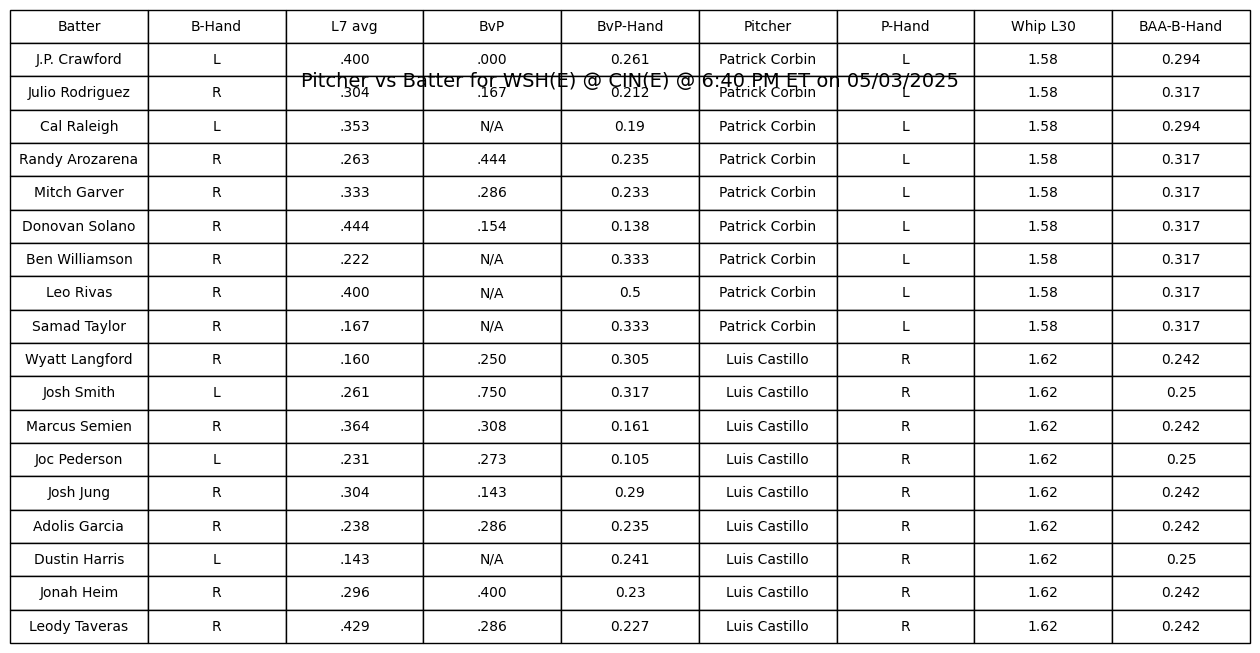 Batter B-Hand L7 avg BvP BvP-Hand Pitcher P-Hand Whip L30 BAA-B-Hand
J.P. Crawford L .400 .000 0.261 Patrick Corbin L 1.58 0.294
Pitcher vs Batter for WSH(E) @ CIN(E) @ 6:40 PM ET on 05/03/2025
Julio Rodriguez R .304 .167 0.212 Patrick Corbin L 1.58 0.317
Cal Raleigh L .353 N/A 0.19 Patrick Corbin L 1.58 0.294
Randy Arozarena R .263 .444 0.235 Patrick Corbin L 1.58 0.317
Mitch Garver R .333 .286 0.233 Patrick Corbin L 1.58 0.317
Donovan Solano R .444 .154 0.138 Patrick Corbin L 1.58 0.317
Ben Williamson R .222 N/A 0.333 Patrick Corbin L 1.58 0.317
Leo Rivas R .400 N/A 0.5 Patrick Corbin L 1.58 0.317
Samad Taylor R .167 N/A 0.333 Patrick Corbin L 1.58 0.317
Wyatt Langford R .160 .250 0.305 Luis Castillo R 1.62 0.242
Josh Smith L .261 .750 0.317 Luis Castillo R 1.62 0.25
Marcus Semien R .364 .308 0.161 Luis Castillo R 1.62 0.242
Joc Pederson L .231 .273 0.105 Luis Castillo R 1.62 0.25
Josh Jung R .304 .143 0.29 Luis Castillo R 1.62 0.242
Adolis Garcia R .238 .286 0.235 Luis Castillo R 1.62 0.242
Dustin Harris L .143 N/A 0.241 Luis Castillo R 1.62 0.25
Jonah Heim R .296 .400 0.23 Luis Castillo R 1.62 0.242
Leody Taveras R .429 .286 0.227 Luis Castillo R 1.62 0.242